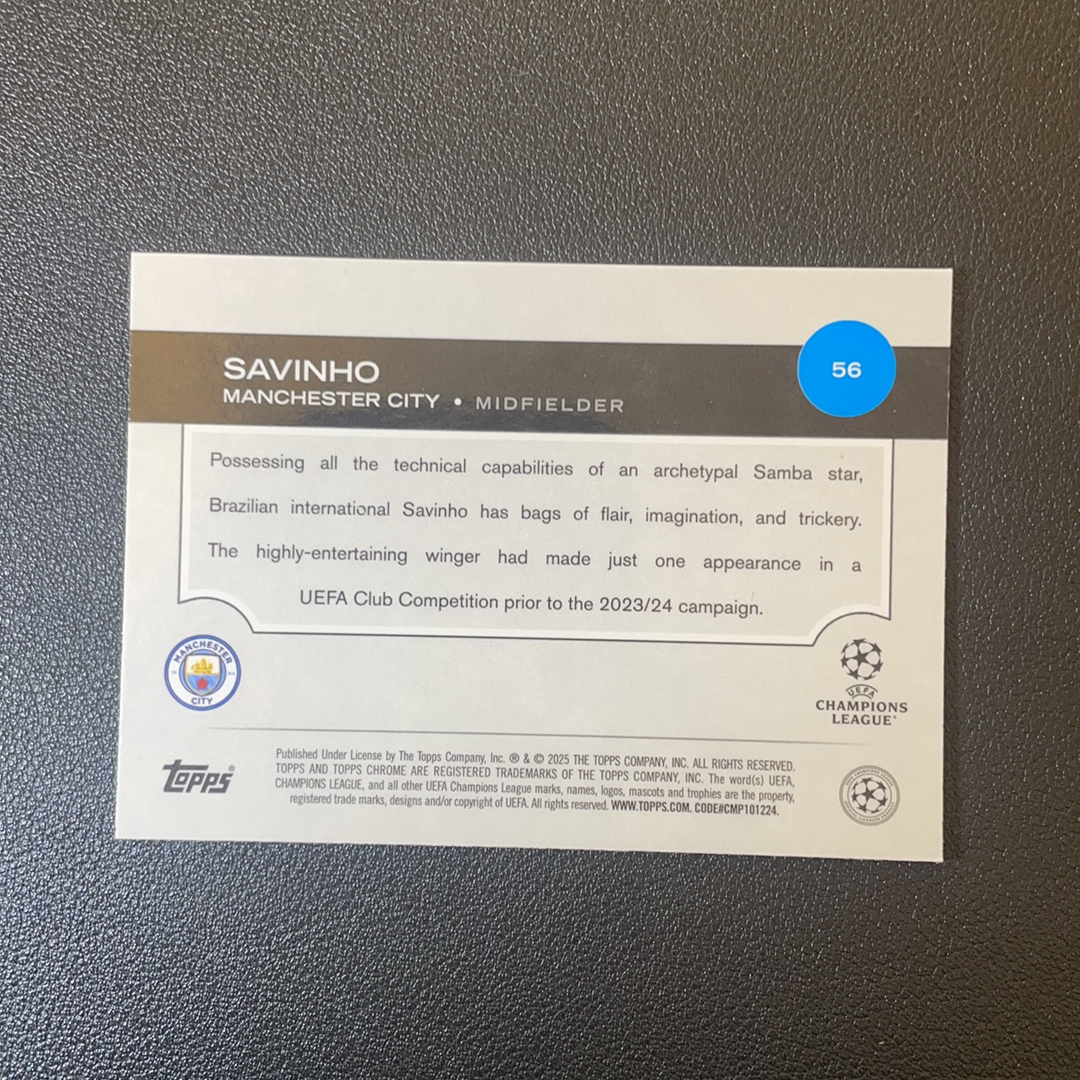 SAVINHO
MANCHESTER CITY • MIDFIELDER
56
Possessing all the technical capabilities of an archetypal Samba star,
Brazilian international Savinho has bags of flair, imagination, and trickery.
The highly-entertaining winger had made just one appearance in a
UEFA Club Competition prior to the 2023/24 campaign.
MANCHESTER
CITY
UEFA
CHAMPIONS
LEAGUE
Topps
Published Under License by The Topps Company, Inc. ® & © 2025 THE TOPPS COMPANY, INC. ALL RIGHTS RESERVED.
TOPPS AND TOPPS CHROME ARE REGISTERED TRADEMARKS OF THE TOPPS COMPANY, INC. The word(s) UEFA,
CHAMPIONS LEAGUE, and all other UEFA Champions League marks, names, logos, mascots and trophies are the property,
registered trade marks, designs and/or copyright of UEFA. All rights reserved. WWW.TOPPS.COM. CODE#CMP101224.